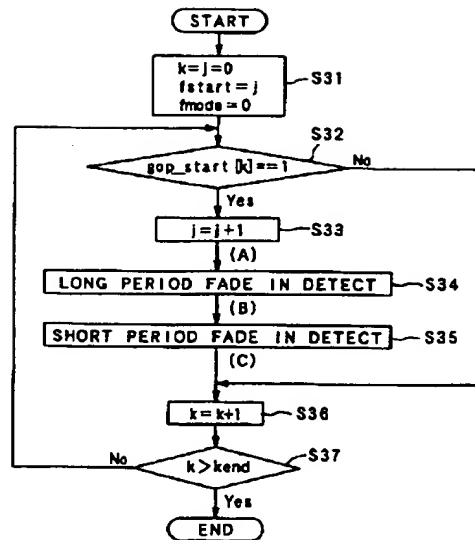 START
k=j=0
fstart=j
fmode=0
S31
S32
gop_start [k]==1
No
Yes
j=j+1
S33
(A)
LONG PERIOD FADE IN DETECT
S34
(B)
SHORT PERIOD FADE IN DETECT
S35
(C)
k=k+1
S36
S37
No
k>kend
Yes
END